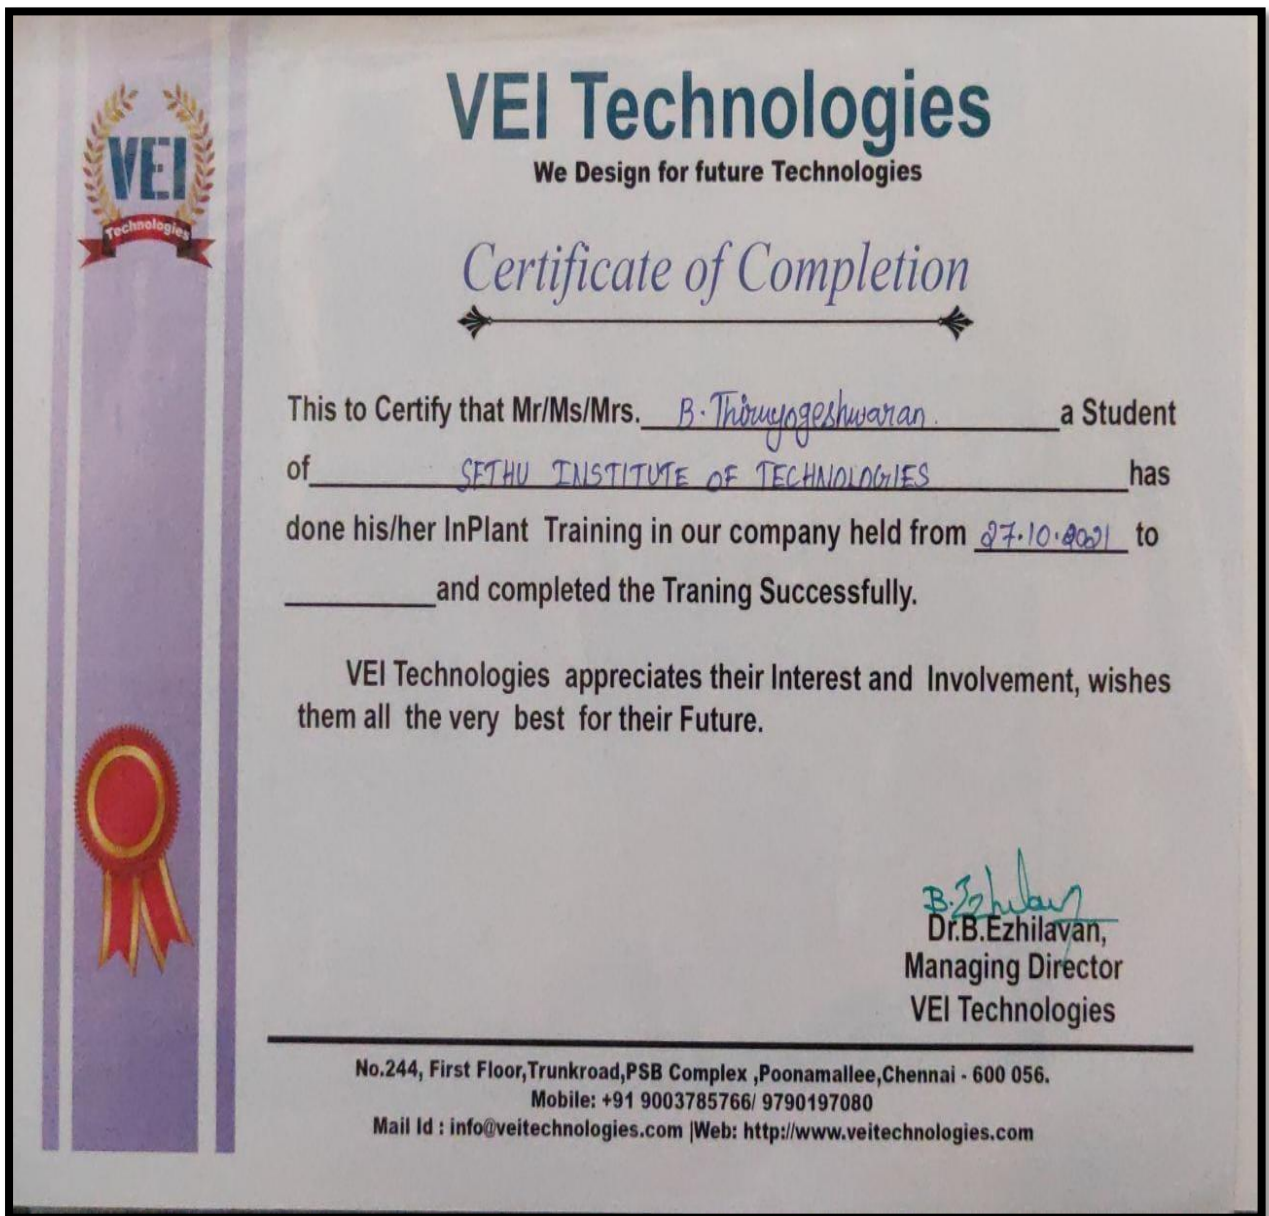 VEI
Technologies
VEI Technologies
We Design for future Technologies
Certificate of Completion
This to Certify that Mr/Ms/Mrs. B. Thiruyogeshwaran. a Student
of SETHU INSTITUTE OF TECHNOLOGIES has
done his/her InPlant Training in our company held from 27.10.2021 to
and completed the Traning Successfully.
VEI Technologies appreciates their Interest and Involvement, wishes
them all the very best for their Future.
B.Ezhilavan
Dr.B.Ezhilavan,
Managing Director
VEI Technologies
No.244, First Floor,Trunkroad,PSB Complex ,Poonamallee,Chennai - 600 056.
Mobile: +91 9003785766/ 9790197080
Mail Id : info@veitechnologies.com |Web: http://www.veitechnologies.com